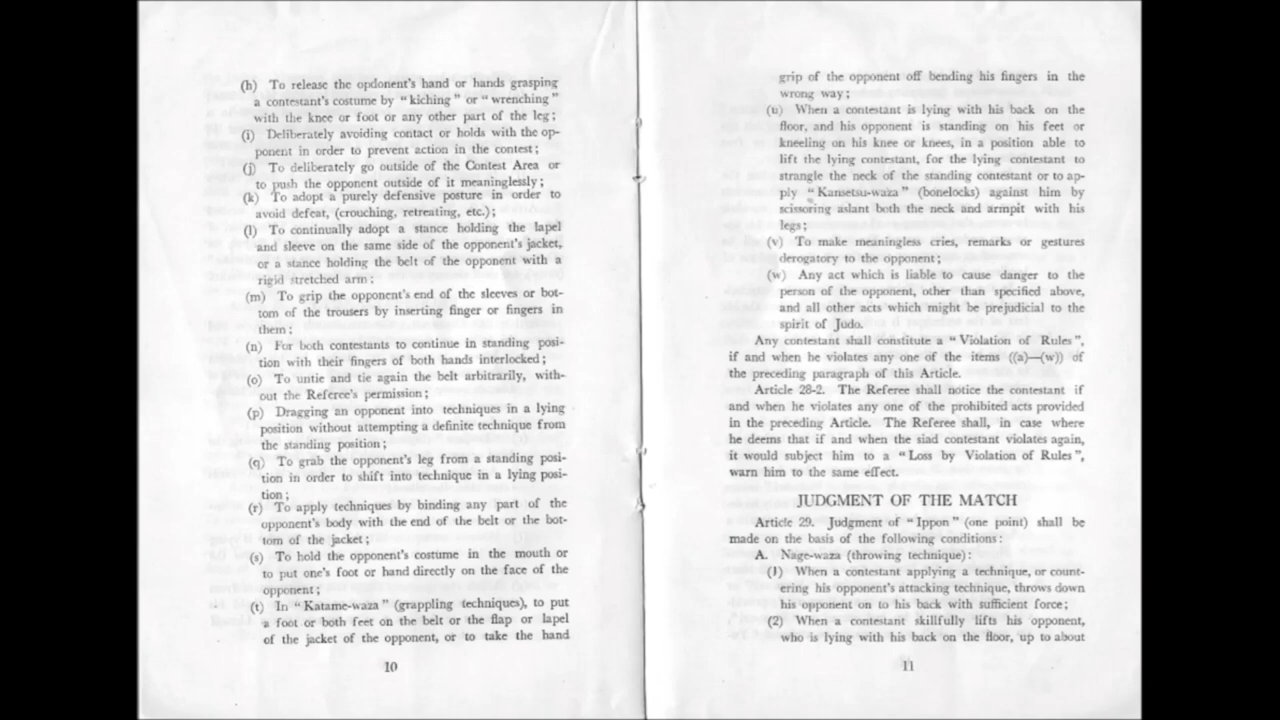 (h) To release the opdonent's hand or hands grasping
a contestant's costume by "kiching" or "wrenching"
with the knee or foot or any other part of the leg;
(i) Deliberately avoiding contact or holds with the op-
ponent in order to prevent action in the contest;
(j) To deliberately go outside of the Contest Area or
to push the opponent outside of it meaninglessly;
(k) To adopt a purely defensive posture in order to
avoid defeat, (crouching, retreating, etc.);
(l) To continually adopt a stance holding the lapel
and sleeve on the same side of the opponent's jacket,
or a stance holding the belt of the opponent with a
rigid stretched arm;
(m) To grip the opponent's end of the sleeves or bot-
tom of the trousers by inserting finger or fingers in
them;
(n) For both contestants to continue in standing posi-
tion with their fingers of both hands interlocked;
(o) To untie and tie again the belt arbitrarily, with-
out the Referee's permission;
(p) Dragging an opponent into techniques in a lying
position without attempting a definite technique from
the standing position;
(q) To grab the opponent's leg from a standing posi-
tion in order to shift into technique in a lying posi-
tion;
(r) To apply techniques by binding any part of the
opponent's body with the end of the belt or the bot-
tom of the jacket;
(s) To hold the opponent's costume in the mouth or
to put one's foot or hand directly on the face of the
opponent;
(t) In "Katame-waza" (grappling techniques), to put
a foot or both feet on the belt or the flap or lapel
of the jacket of the opponent, or to take the hand
10
grip of the opponent off bending his fingers in the
wrong way;
(u) When a contestant is lying with his back on the
floor, and his opponent is standing on his feet or
kneeling on his knee or knees, in a position able to
lift the lying contestant, for the lying contestant to
strangle the neck of the standing contestant or to ap-
ply "Kansetsu-waza" (bonelocks) against him by
scissoring aslant both the neck and armpit with his
legs;
(v) To make meaningless cries, remarks or gestures
derogatory to the opponent;
(w) Any act which is liable to cause danger to the
person of the opponent, other than specified above,
and all other acts which might be prejudicial to the
spirit of Judo.
Any contestant shall constitute a "Violation of Rules",
if and when he violates any one of the items ((a)—(w)) of
the preceding paragraph of this Article.
Article 28-2. The Referee shall notice the contestant if
and when he violates any one of the prohibited acts provided
in the preceding Article. The Referee shall, in case where
he deems that if and when the siad contestant violates again,
it would subject him to a "Loss by Violation of Rules",
warn him to the same effect.
JUDGMENT OF THE MATCH
Article 29. Judgment of "Ippon" (one point) shall be
made on the basis of the following conditions:
A. Nage-waza (throwing technique):
(1) When a contestant applying a technique, or count-
ering his opponent's attacking technique, throws down
his opponent on to his back with sufficient force;
(2) When a contestant skillfully lifts his opponent,
who is lying with his back on the floor, up to about
11